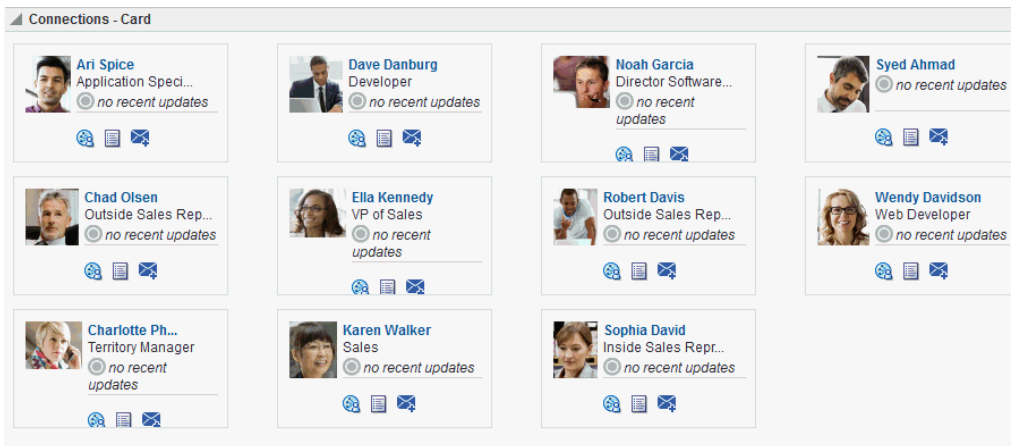 Connections - Card
Ari Spice
Application Speci...
no recent updates
Dave Danburg
Developer
no recent updates
Noah Garcia
Director Software...
no recent
updates
Syed Ahmad
no recent updates
Chad Olsen
Outside Sales Rep...
no recent updates
Ella Kennedy
VP of Sales
no recent
updates
Robert Davis
Outside Sales Rep...
no recent updates
Wendy Davidson
Web Developer
no recent updates
Charlotte Ph...
Territory Manager
no recent
updates
Karen Walker
Sales
no recent updates
Sophia David
Inside Sales Repr...
no recent updates